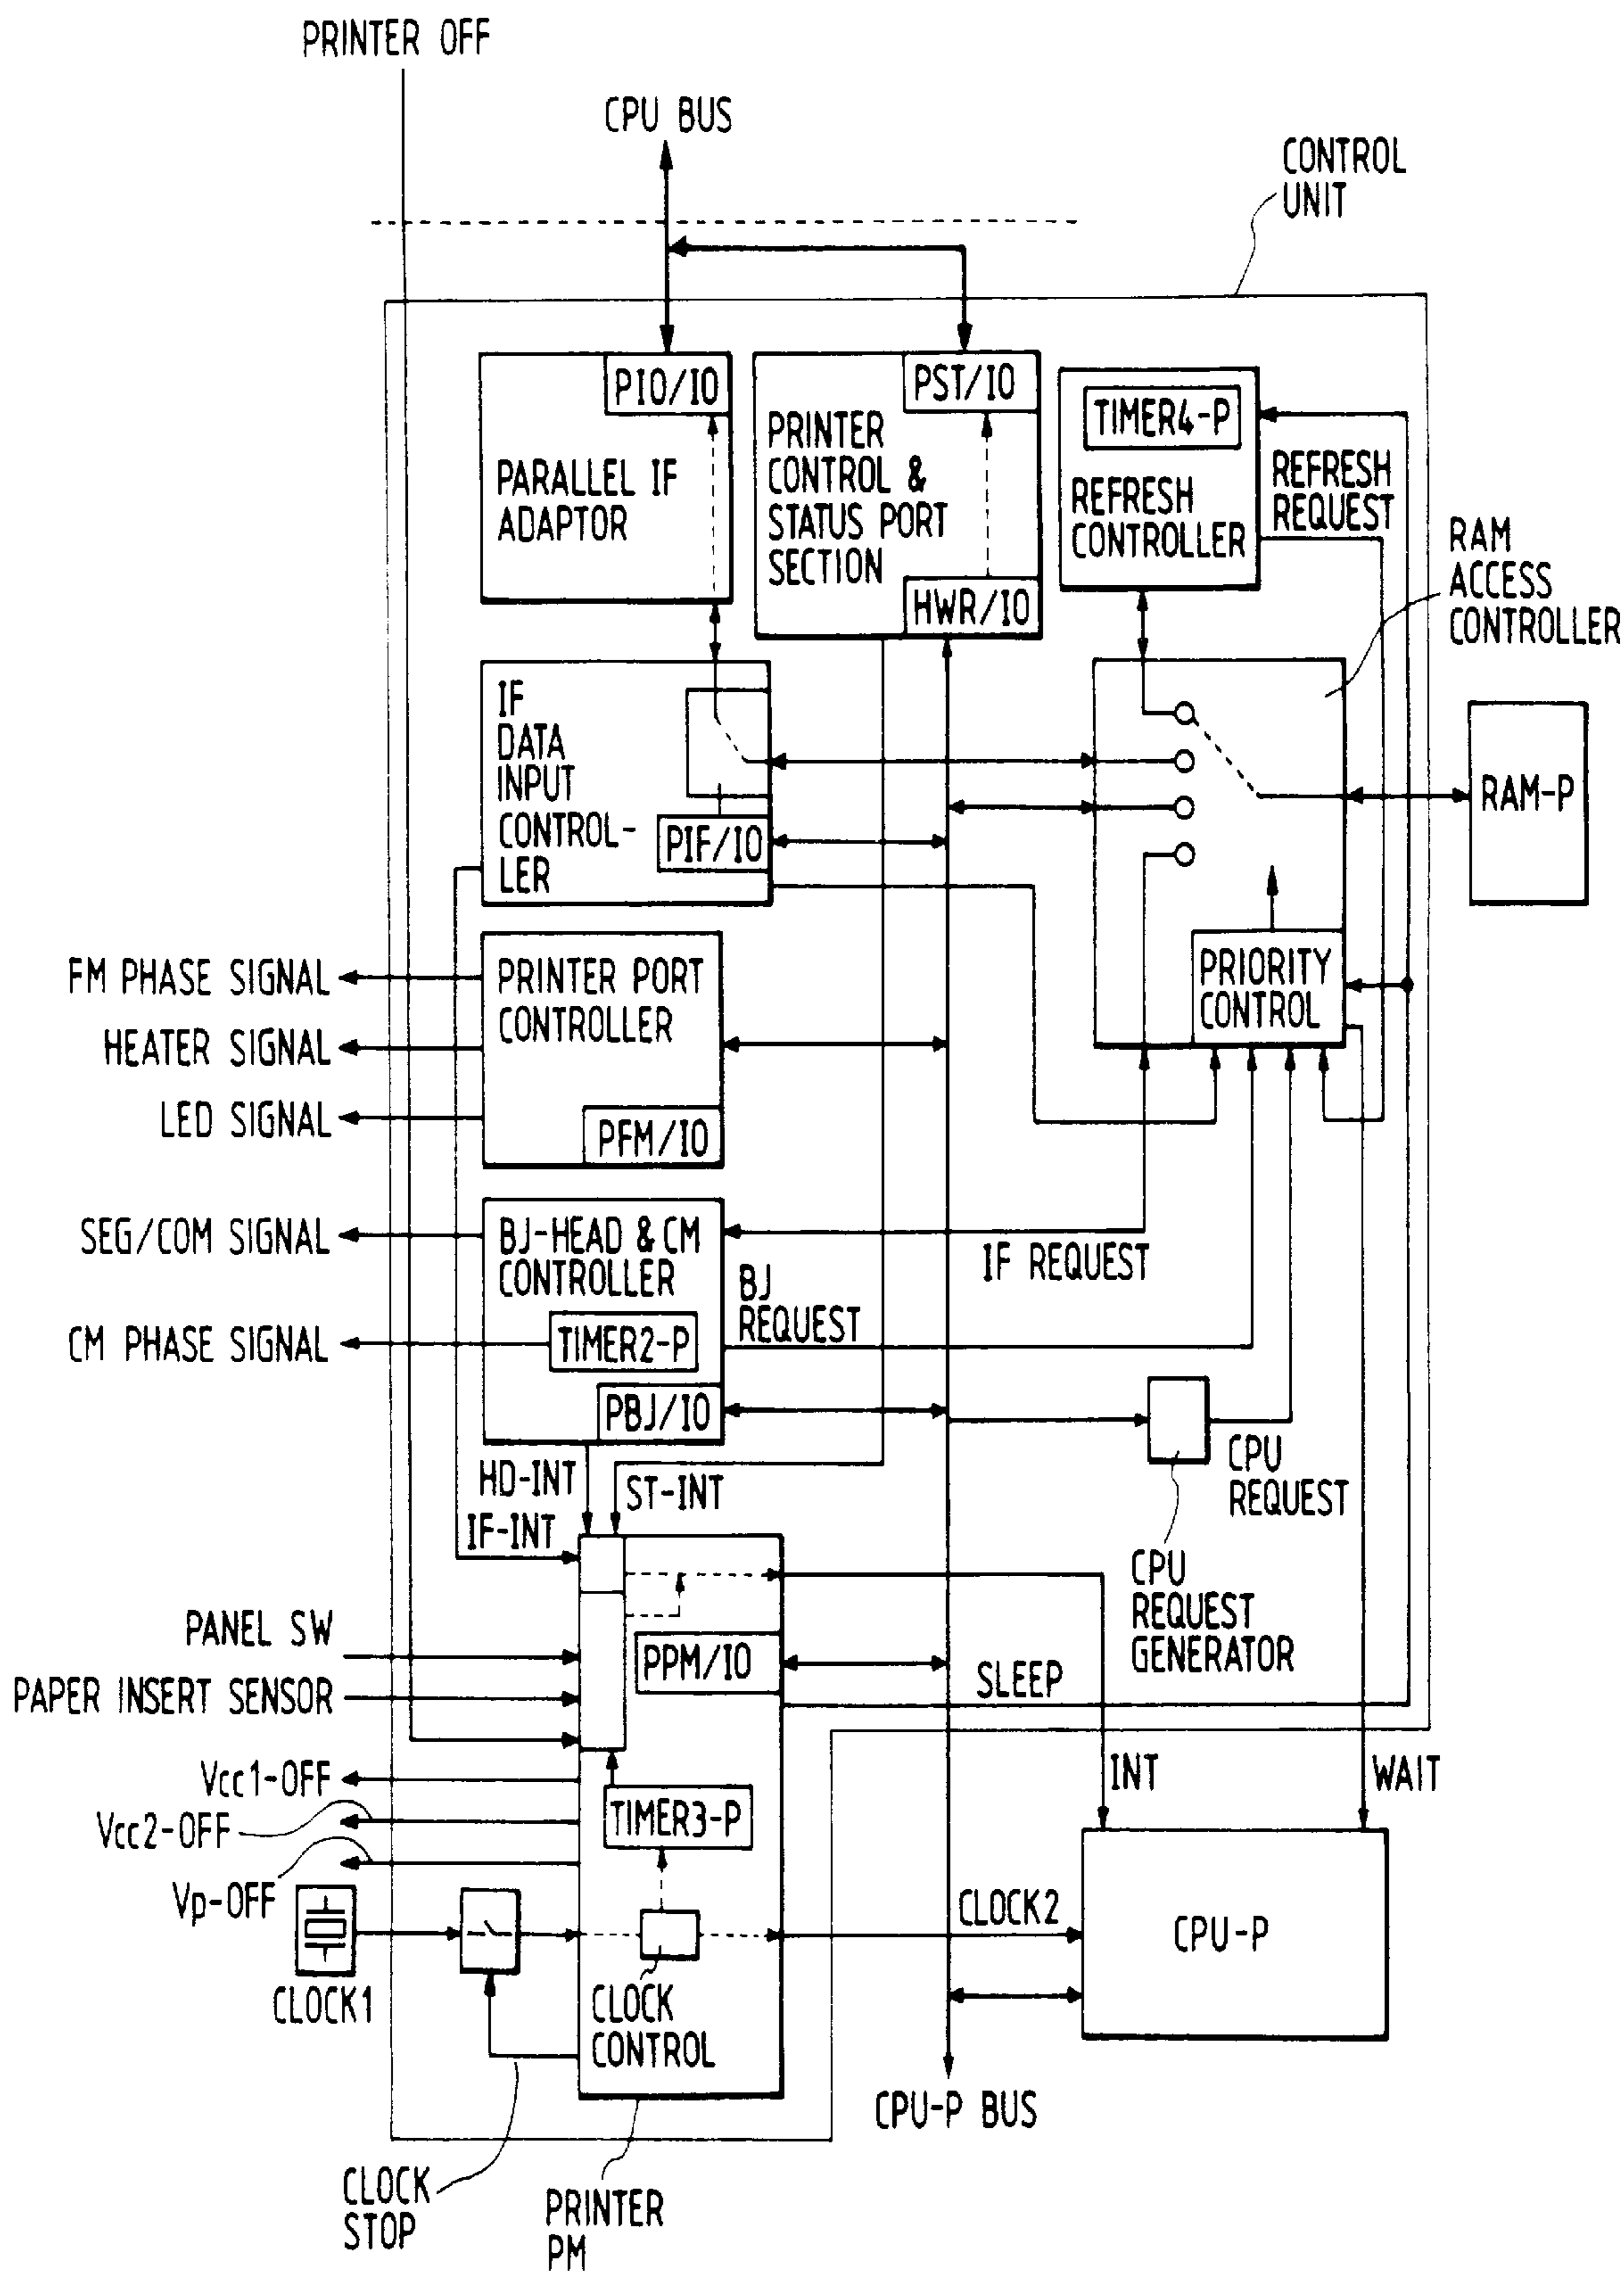 PRINTER OFF
CPU BUS
CONTROL
UNIT
PIO/IO
PARALLEL IF
ADAPTOR
PST/IO
PRINTER
CONTROL &
STATUS PORT
SECTION
HWR/IO
TIMER4-P
REFRESH
CONTROLLER
REFRESH
REQUEST
RAM
ACCESS
CONTROLLER
IF
DATA
INPUT
CONTROL-
LER
PIF/IO
RAM-P
PRIORITY
CONTROL
FM PHASE SIGNAL
HEATER SIGNAL
LED SIGNAL
PRINTER PORT
CONTROLLER
PFM/IO
SEG/COM SIGNAL
CM PHASE SIGNAL
BJ-HEAD & CM
CONTROLLER
TIMER2-P
PBJ/IO
IF REQUEST
BJ
REQUEST
HD-INT
ST-INT
IF-INT
CPU
REQUEST
CPU
REQUEST
GENERATOR
PANEL SW
PAPER INSERT SENSOR
PPM/IO
SLEEP
INT
WAIT
Vcc1-OFF
Vcc2-OFF
Vp-OFF
TIMER3-P
CLOCK1
CLOCK
CONTROL
CLOCK2
CPU-P
CPU-P BUS
CLOCK
STOP
PRINTER
PM